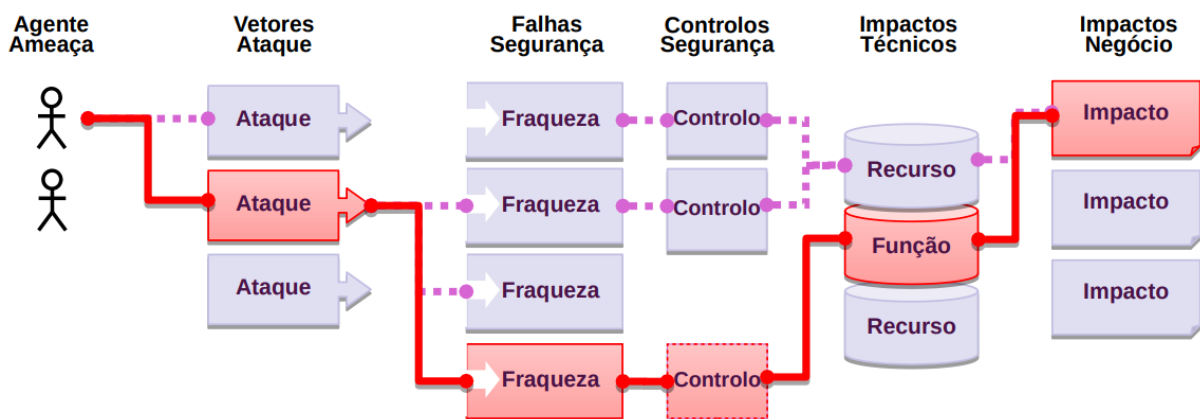 Agente
Ameaça
Vetores
Ataque
Falhas
Segurança
Controlos
Segurança
Impactos
Técnicos
Impactos
Negócio
Ataque
Fraqueza
Controlo
Recurso
Impacto
Ataque
Fraqueza
Controlo
Função
Impacto
Ataque
Fraqueza
Recurso
Impacto
Fraqueza
Controlo